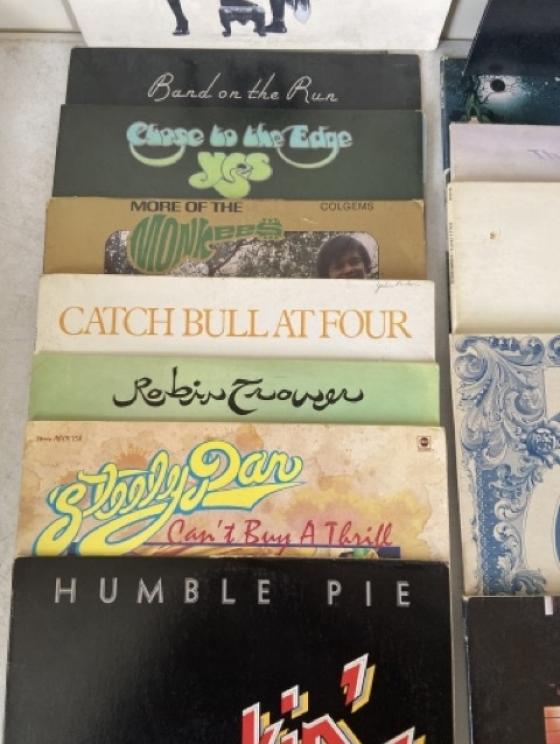 Band on the Run
Close to the Edge
Yes
MORE OF THE
COLGEMS
MONKEES
CATCH BULL AT FOUR
Robin Trower
Steely Dan
Can't Buy A Thrill
HUMBLE PIE